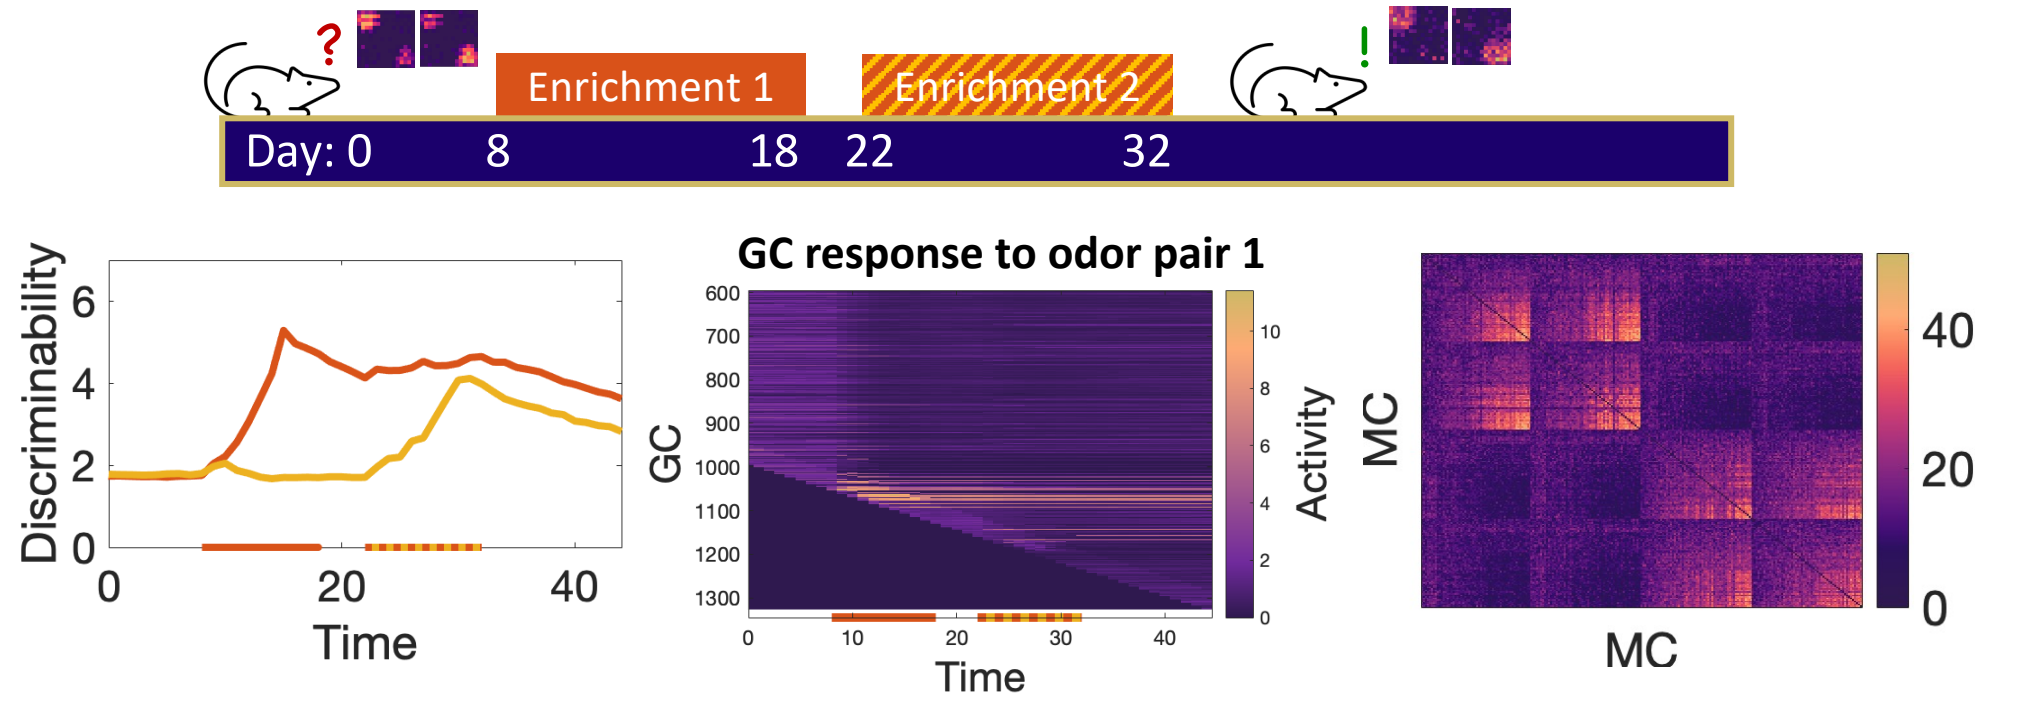 ?
!
Enrichment 1
Enrichment 2
Day: 0 8 18 22 32
Discriminability
6
4
2
0
0 20 40
Time
GC response to odor pair 1
GC
600
700
800
900
1000
1100
1200
1300
0 10 20 30 40
Time
10
8
6
4
2
0
Activity
MC
MC
40
20
0